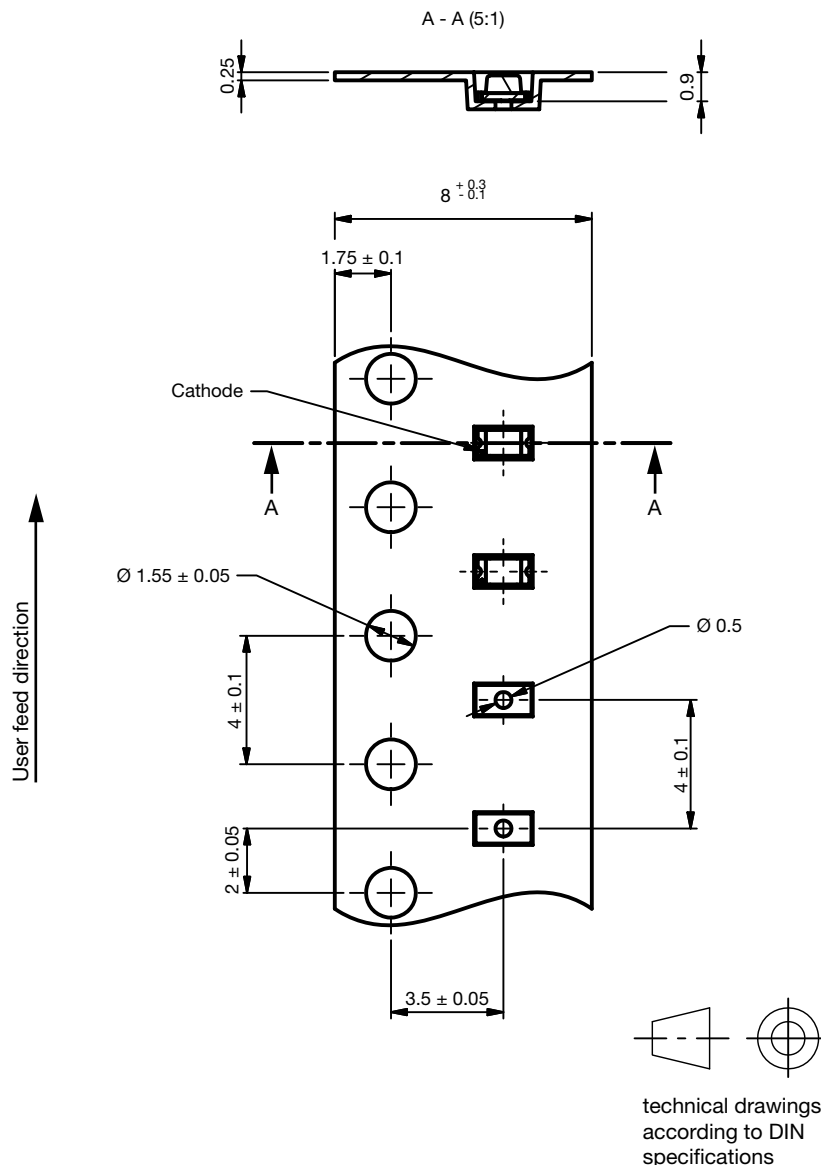 A - A (5:1)
0.25
0.9
8 + 0.3 - 0.1
1.75 ± 0.1
Cathode
A
A
User feed direction
Ø 1.55 ± 0.05
Ø 0.5
4 ± 0.1
4 ± 0.1
2 ± 0.05
3.5 ± 0.05
technical drawings
according to DIN
specifications